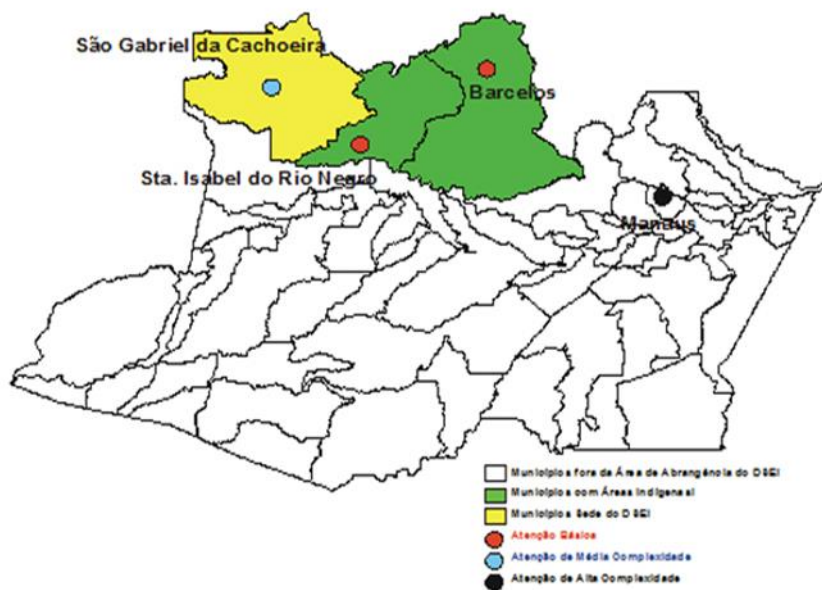 São Gabriel da Cachoeira
Barcelos
Sta. Isabel do Rio Negro
Manaus
Municípios fora da Área de Abrangência do DSEI
Municípios com Áreas Indígenas
Municípios Sede do DSEI
Atenção Básica
Atenção de Média Complexidade
Atenção de Alta Complexidade